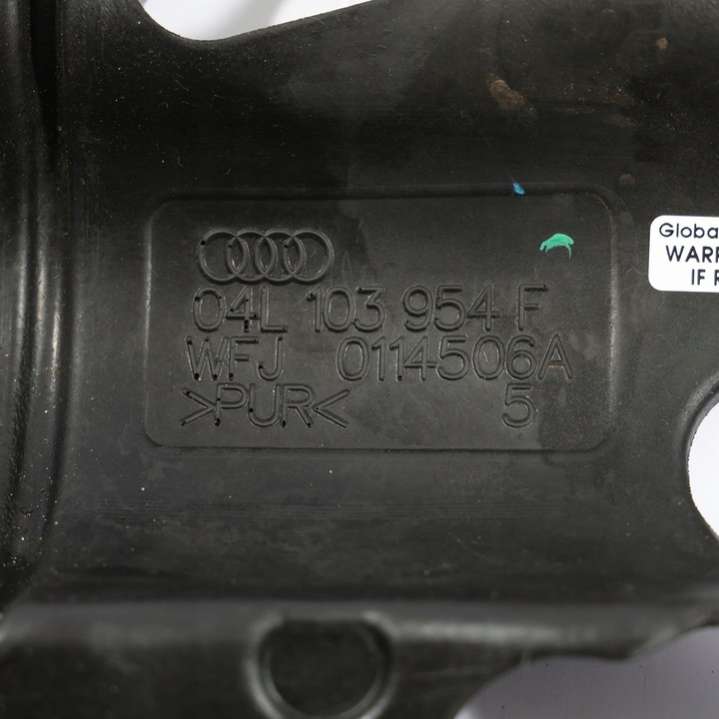 04L 103 954 F
WFJ 0114506A
>PUR< 5
Globa
WARR
IF R